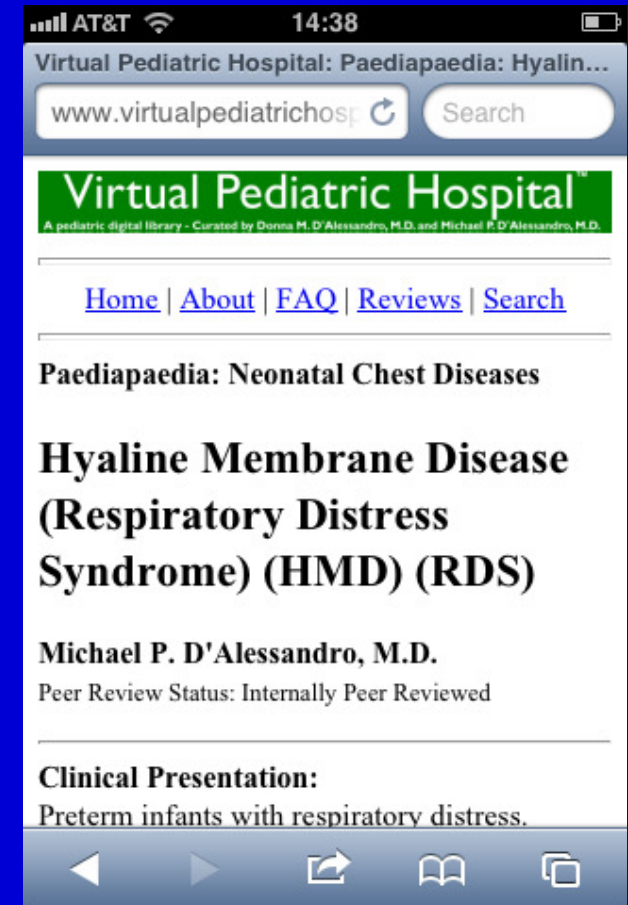 AT&T 14:38
Virtual Pediatric Hospital: Paediapaedia: Hyalin...
www.virtualpediatrichosp Search
Virtual Pediatric Hospital™
A pediatric digital library - Curated by Donna M. D'Alessandro, M.D. and Michael P. D'Alessandro, M.D.
Home | About | FAQ | Reviews | Search
Paediapaedia: Neonatal Chest Diseases
Hyaline Membrane Disease
(Respiratory Distress
Syndrome) (HMD) (RDS)
Michael P. D'Alessandro, M.D.
Peer Review Status: Internally Peer Reviewed
Clinical Presentation:
Preterm infants with respiratory distress.